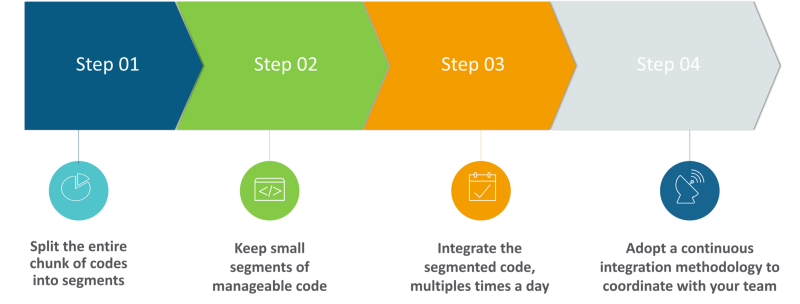 Step 01
Step 02
Step 03
Step 04
</>
Split the entire
chunk of codes
into segments
Keep small
segments of
manageable code
Integrate the
segmented code,
multiples times a day
Adopt a continuous
integration methodology to
coordinate with your team